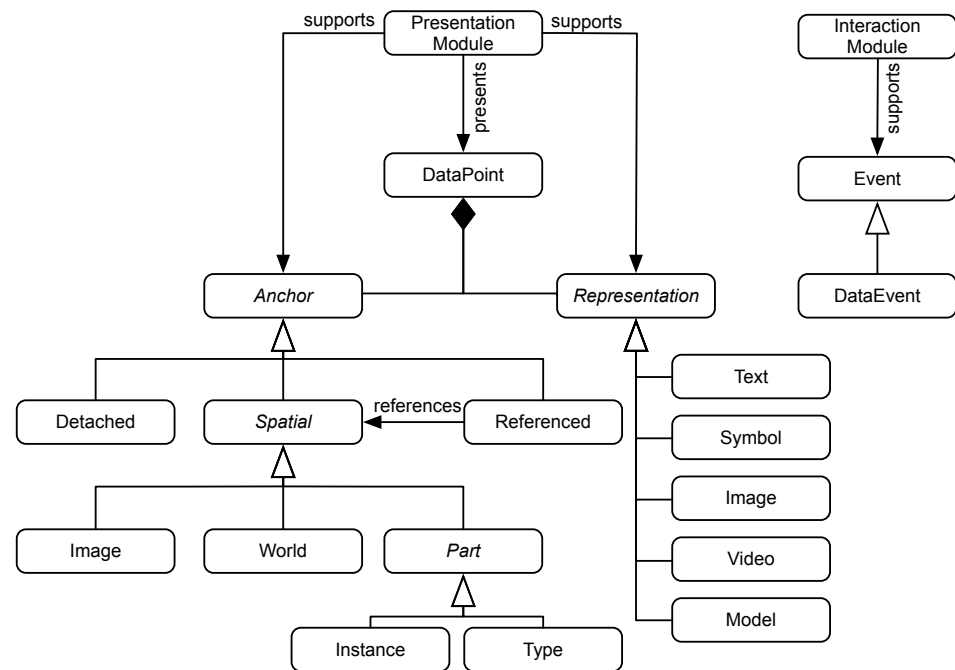 supports
Presentation
Module
supports
Interaction
Module
presents
supports
DataPoint
Event
Anchor
Representation
DataEvent
Text
Detached
Spatial
references
Referenced
Symbol
Image
Image
World
Part
Video
Model
Instance
Type